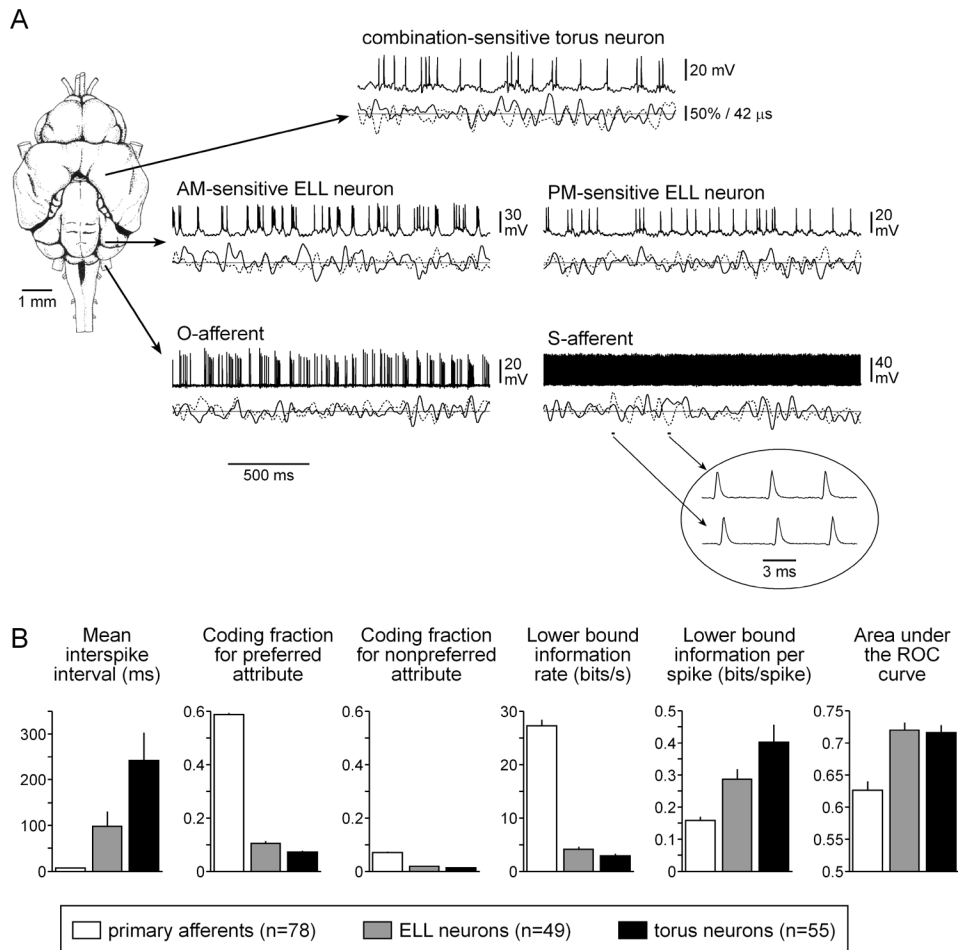 A
combination-sensitive torus neuron
20 mV
50% / 42 μs
AM-sensitive ELL neuron
30
mV
PM-sensitive ELL neuron
20
mV
1 mm
O-afferent
20
mV
S-afferent
40
mV
500 ms
3 ms
B
Mean
interspike
interval (ms)
300
200
100
0
Coding fraction
for preferred
attribute
0.6
0.4
0.2
0
Coding fraction
for nonpreferred
attribute
0.6
0.4
0.2
0
Lower bound
information
rate (bits/s)
30
20
10
0
Lower bound
information per
spike (bits/spike)
0.5
0.4
0.3
0.2
0.1
0
Area under
the ROC
curve
0.75
0.7
0.65
0.6
0.55
0.5
primary afferents (n=78)
ELL neurons (n=49)
torus neurons (n=55)